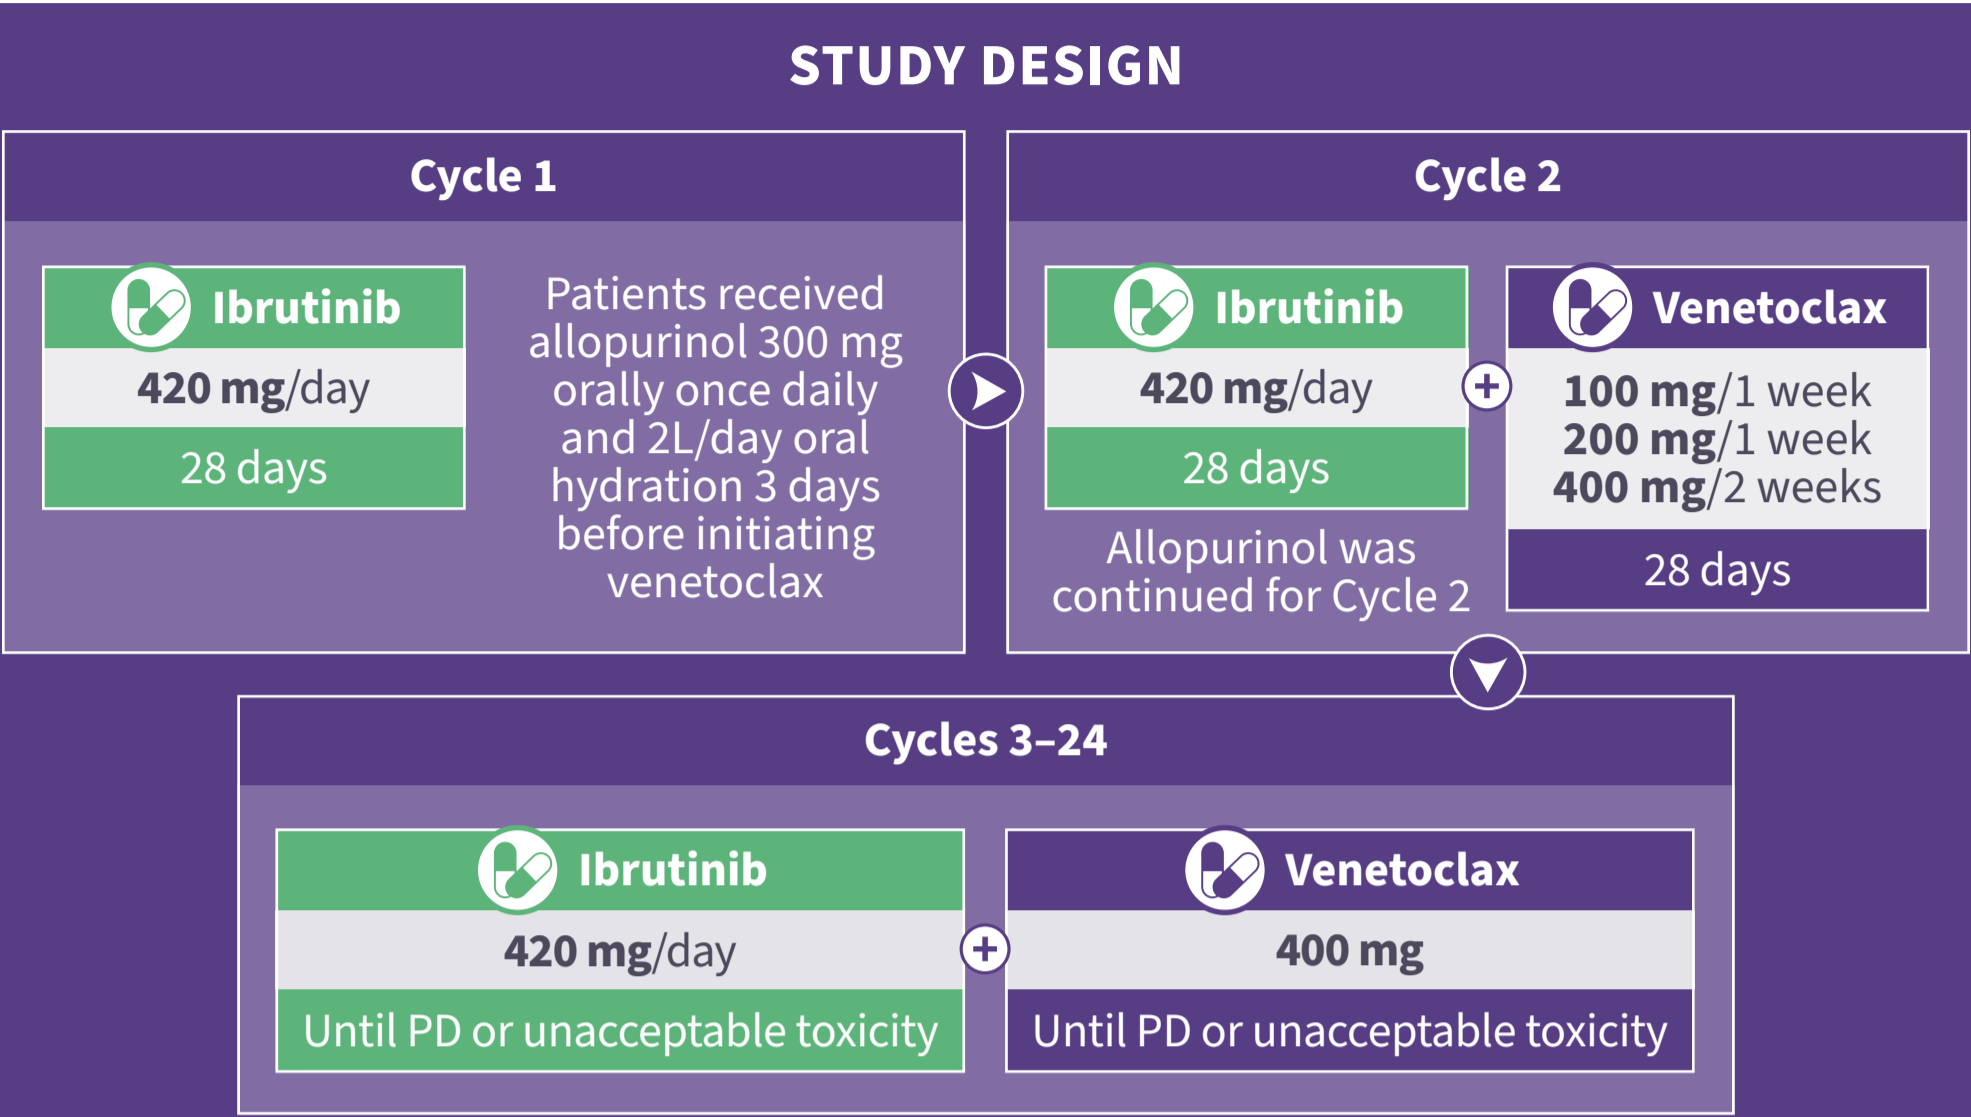 STUDY DESIGN
Cycle 1
Ibrutinib
420 mg/day
28 days
Patients received
allopurinol 300 mg
orally once daily
and 2L/day oral
hydration 3 days
before initiating
venetoclax
Cycle 2
Ibrutinib
420 mg/day
28 days
Allopurinol was
continued for Cycle 2
+
Venetoclax
100 mg/1 week
200 mg/1 week
400 mg/2 weeks
28 days
Cycles 3–24
Ibrutinib
420 mg/day
Until PD or unacceptable toxicity
+
Venetoclax
400 mg
Until PD or unacceptable toxicity